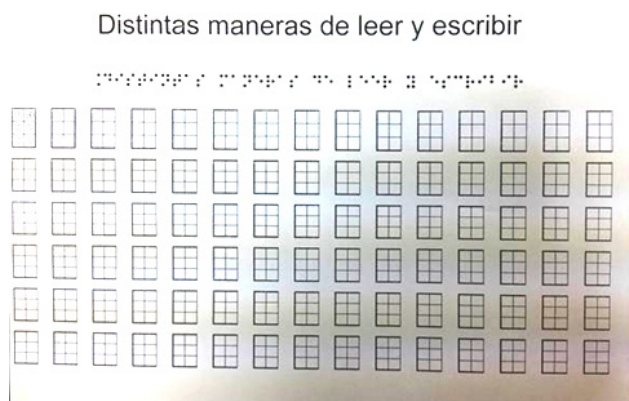 Distintas maneras de leer y escribir
⠨⠙⠊⠎⠞⠊⠝⠞⠁⠎ ⠍⠁⠝⠑⠗⠁⠎ ⠙⠑ ⠇⠑⠑⠗ ⠽ ⠑⠎⠉⠗⠊⠃⠊⠗